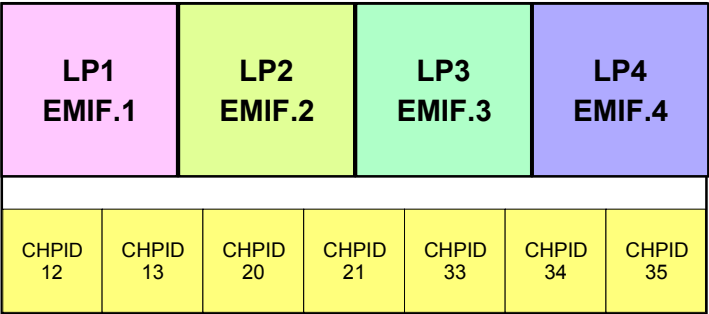 LP1
EMIF.1
LP2
EMIF.2
LP3
EMIF.3
LP4
EMIF.4
CHPID
12
CHPID
13
CHPID
20
CHPID
21
CHPID
33
CHPID
34
CHPID
35